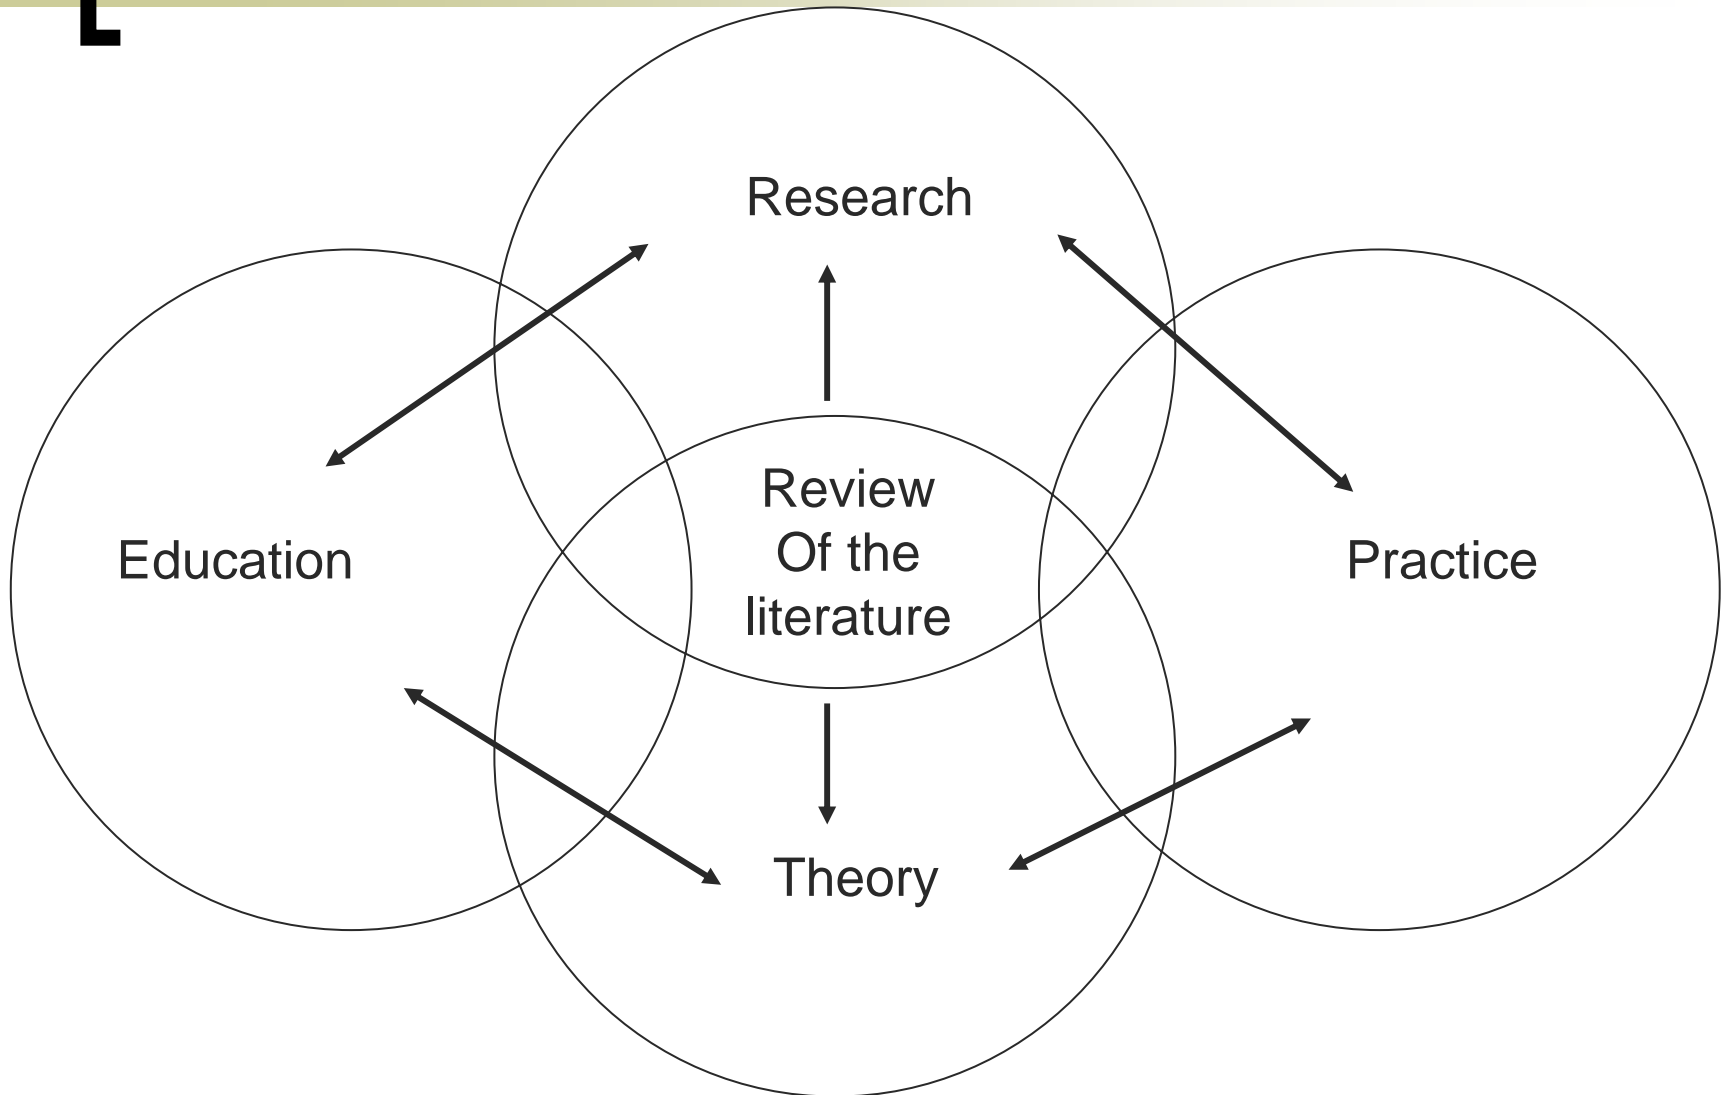 Research
Review
Of the
literature
Education
Practice
Theory